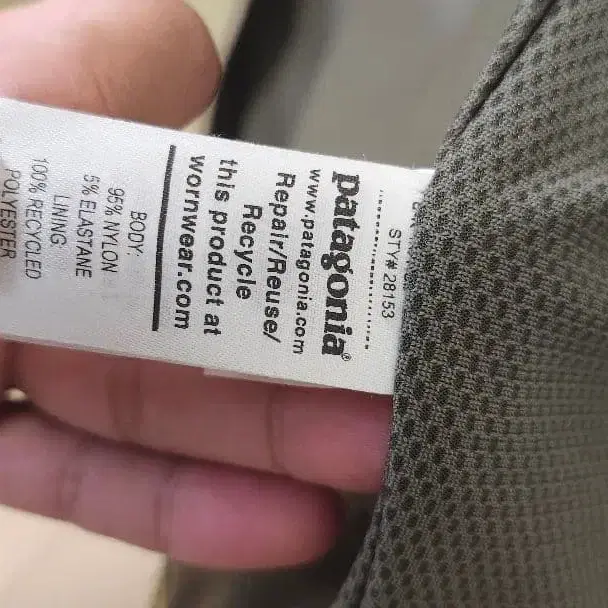 STY# 28153
patagonia®
www.patagonia.com
Repair/Reuse/
Recycle
this product at
wornwear.com
BODY:
95% NYLON
5% ELASTANE
LINING:
100% RECYCLED
POLYESTER